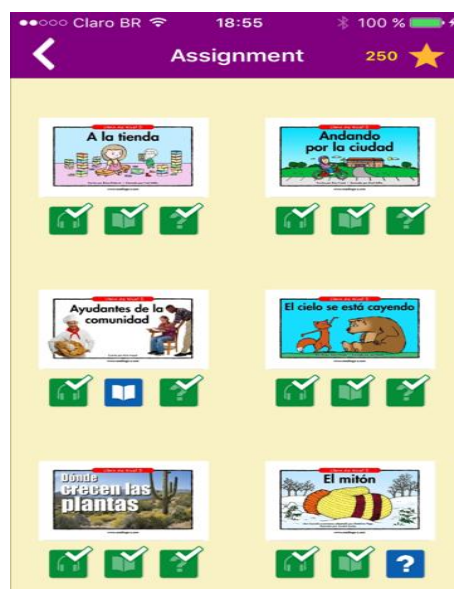 Claro BR 18:55 100 %
Assignment 250
A la tienda
Andando
por la ciudad
Ayudantes de la
comunidad
El cielo se está cayendo
Dónde
crecen las
plantas
El mitón
?